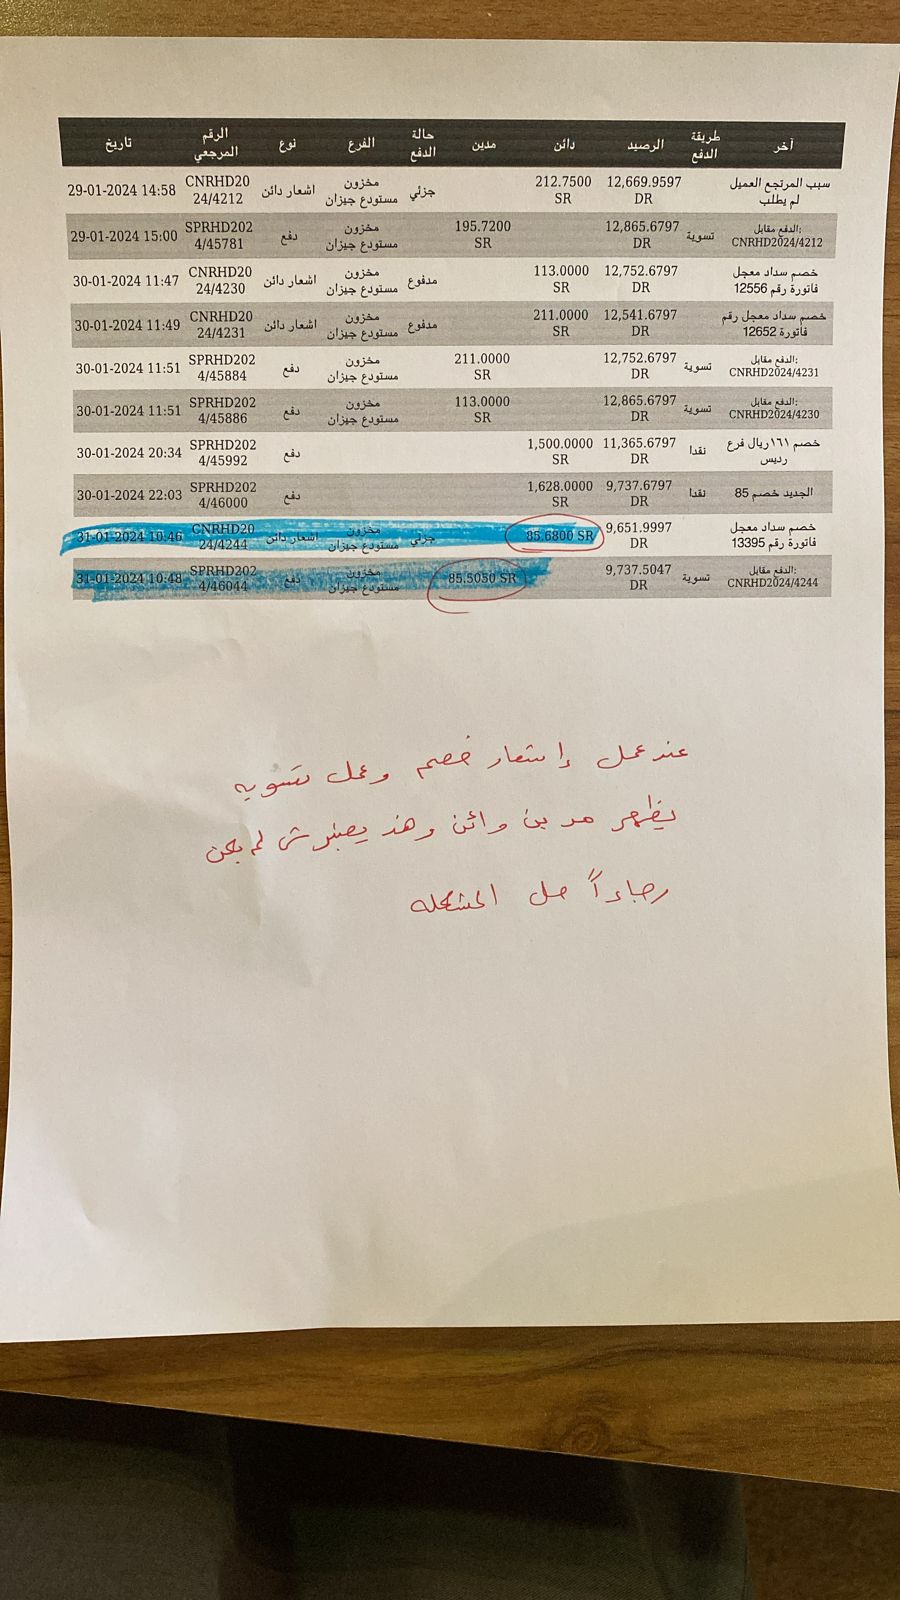 تاريخ الرقم المرجعي نوع الفرع حالة الدفع مدين دائن الرصيد طريقة الدفع آخر
29-01-2024 14:58 CNRHD2024/4212 اشعار دائن مخزون مستودع جيزان جزئي 212.7500 SR 12,669.9597 DR سبب المرتجع العميل لم يطلب
29-01-2024 15:00 SPRHD2024/45781 دفع مخزون مستودع جيزان 195.7200 SR 12,865.6797 DR تسوية الدفع مقابل: CNRHD2024/4212
30-01-2024 11:47 CNRHD2024/4230 اشعار دائن مخزون مستودع جيزان مدفوع 113.0000 SR 12,752.6797 DR خصم سداد معجل فاتورة رقم 12556
30-01-2024 11:49 CNRHD2024/4231 اشعار دائن مخزون مستودع جيزان مدفوع 211.0000 SR 12,541.6797 DR خصم سداد معجل رقم فاتورة 12652
30-01-2024 11:51 SPRHD2024/45884 دفع مخزون مستودع جيزان 211.0000 SR 12,752.6797 DR تسوية الدفع مقابل: CNRHD2024/4231
30-01-2024 11:51 SPRHD2024/45886 دفع مخزون مستودع جيزان 113.0000 SR 12,865.6797 DR تسوية الدفع مقابل: CNRHD2024/4230
30-01-2024 20:34 SPRHD2024/45992 دفع 1,500.0000 SR 11,365.6797 DR نقدا خصم ١٦١ريال فرع رديس
30-01-2024 22:03 SPRHD2024/46000 دفع 1,628.0000 SR 9,737.6797 DR نقدا الجديد خصم 85
31-01-2024 10:46 CNRHD2024/4244 اشعار دائن مخزون مستودع جيزان جزئي 85.6800 SR 9,651.9997 DR خصم سداد معجل فاتورة رقم 13395
31-01-2024 10:48 SPRHD2024/46044 دفع مخزون مستودع جيزان 85.5050 SR 9,737.5047 DR تسوية الدفع مقابل: CNRHD2024/4244
عند عمل إشعار خصم وعمل تسويه
يظهر مدين دائن وهذ
رجاءاً حل المشكله